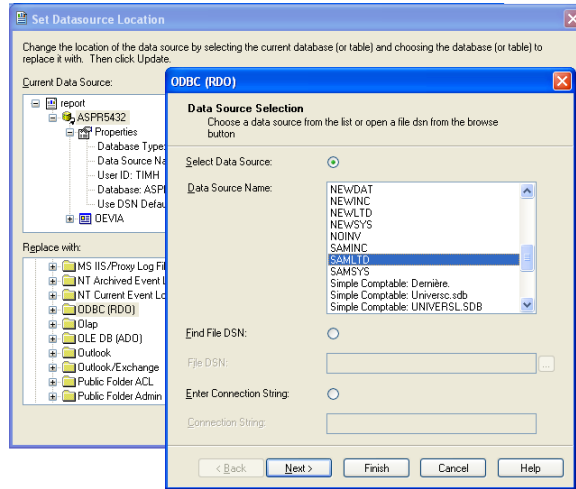 Set Datasource Location
Change the location of the data source by selecting the current database (or table) and choosing the database (or table) to
replace it with. Then click Update.
Current Data Source:
report
ASPR5432
Properties
Database Type:
Data Source Na
User ID: TIMH
Database: ASP
Use DSN Defau
OEVIA
Replace with:
MS IIS/Proxy Log Fil
NT Archived Event L
NT Current Event Lo
ODBC (RDO)
Olap
OLE DB (ADO)
Outlook
Outlook/Exchange
Public Folder ACL
Public Folder Admin
ODBC (RDO)
Data Source Selection
Choose a data source from the list or open a file dsn from the browse
button
Select Data Source:
Data Source Name:
NEWDAT
NEWINC
NEWLTD
NEWSYS
NOINV
SAMINC
SAMLTD
SAMSYS
Simple Comptable: Dernière.
Simple Comptable: Universc.sdb
Simple Comptable: UNIVERSL.SDB
Find File DSN:
File DSN:
...
Enter Connection String:
Connection String:
< Back
Next >
Finish
Cancel
Help